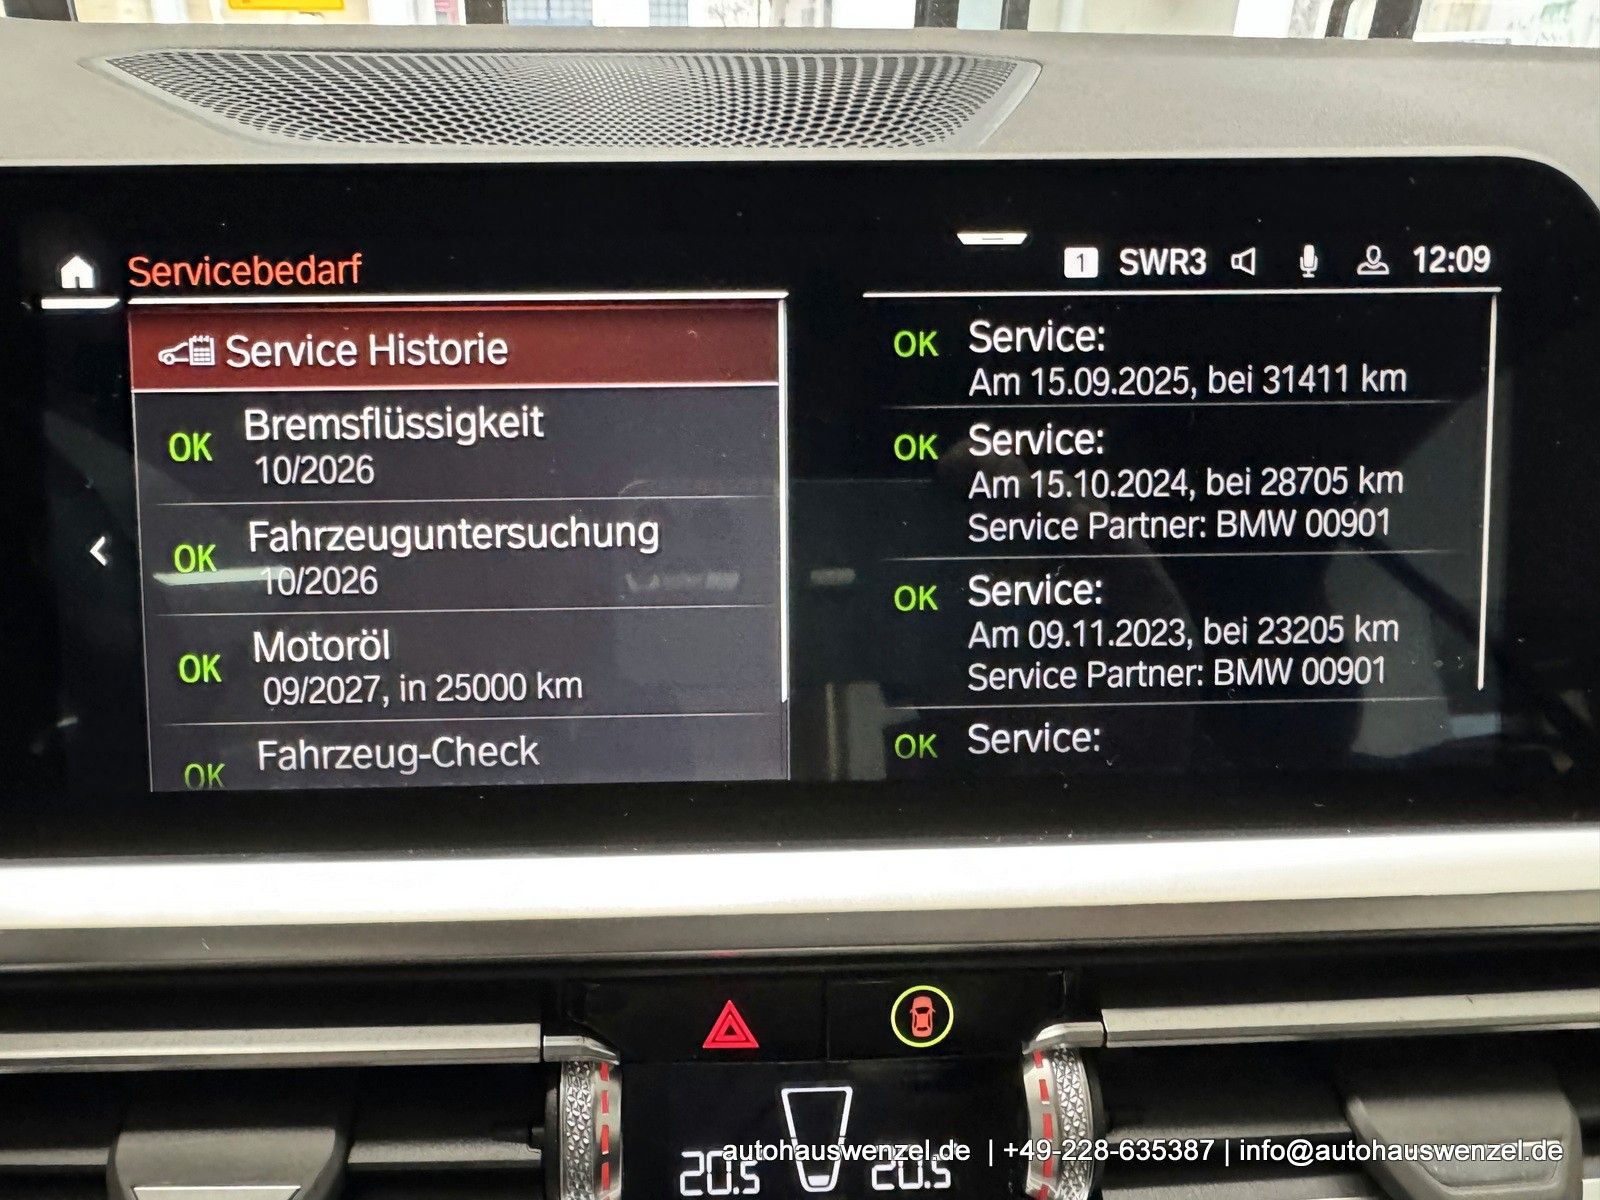 Servicebedarf
1 SWR3 12:09
Service Historie
OK Bremsflüssigkeit
10/2026
OK Fahrzeuguntersuchung
10/2026
OK Motoröl
09/2027, in 25000 km
OK Fahrzeug-Check
OK Service:
Am 15.09.2025, bei 31411 km
OK Service:
Am 15.10.2024, bei 28705 km
Service Partner: BMW 00901
OK Service:
Am 09.11.2023, bei 23205 km
Service Partner: BMW 00901
OK Service:
20.5 20.5
autohauswenzel.de | +49-228-635387 | info@autohauswenzel.de